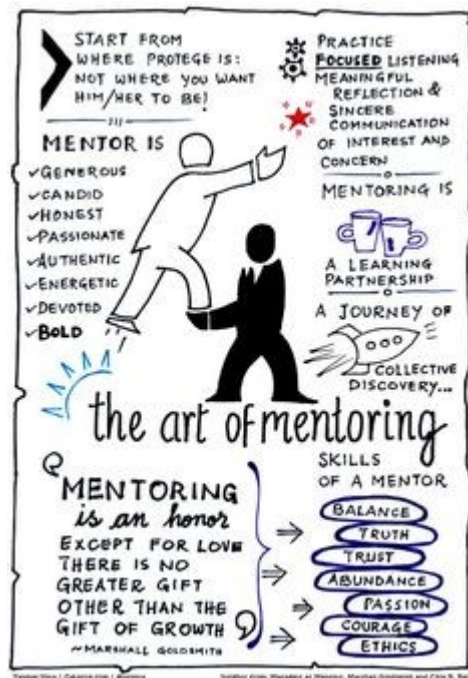 START FROM
WHERE PROTEGE IS:
NOT WHERE YOU WANT
HIM/HER TO BE!
MENTOR IS
✓GENEROUS
✓CANDID
✓HONEST
✓PASSIONATE
✓AUTHENTIC
✓ENERGETIC
✓DEVOTED
✓BOLD
PRACTICE
FOCUSED LISTENING
MEANINGFUL
REFLECTION &
SINCERE
COMMUNICATION
OF INTEREST AND
CONCERN
MENTORING IS
A LEARNING
PARTNERSHIP
A JOURNEY OF
COLLECTIVE
DISCOVERY...
the art of mentoring
MENTORING
is an honor
EXCEPT FOR LOVE
THERE IS NO
GREATER GIFT
OTHER THAN THE
GIFT OF GROWTH
~MARSHALL GOLDSMITH
SKILLS
OF A MENTOR
BALANCE
TRUTH
TRUST
ABUNDANCE
PASSION
COURAGE
ETHICS